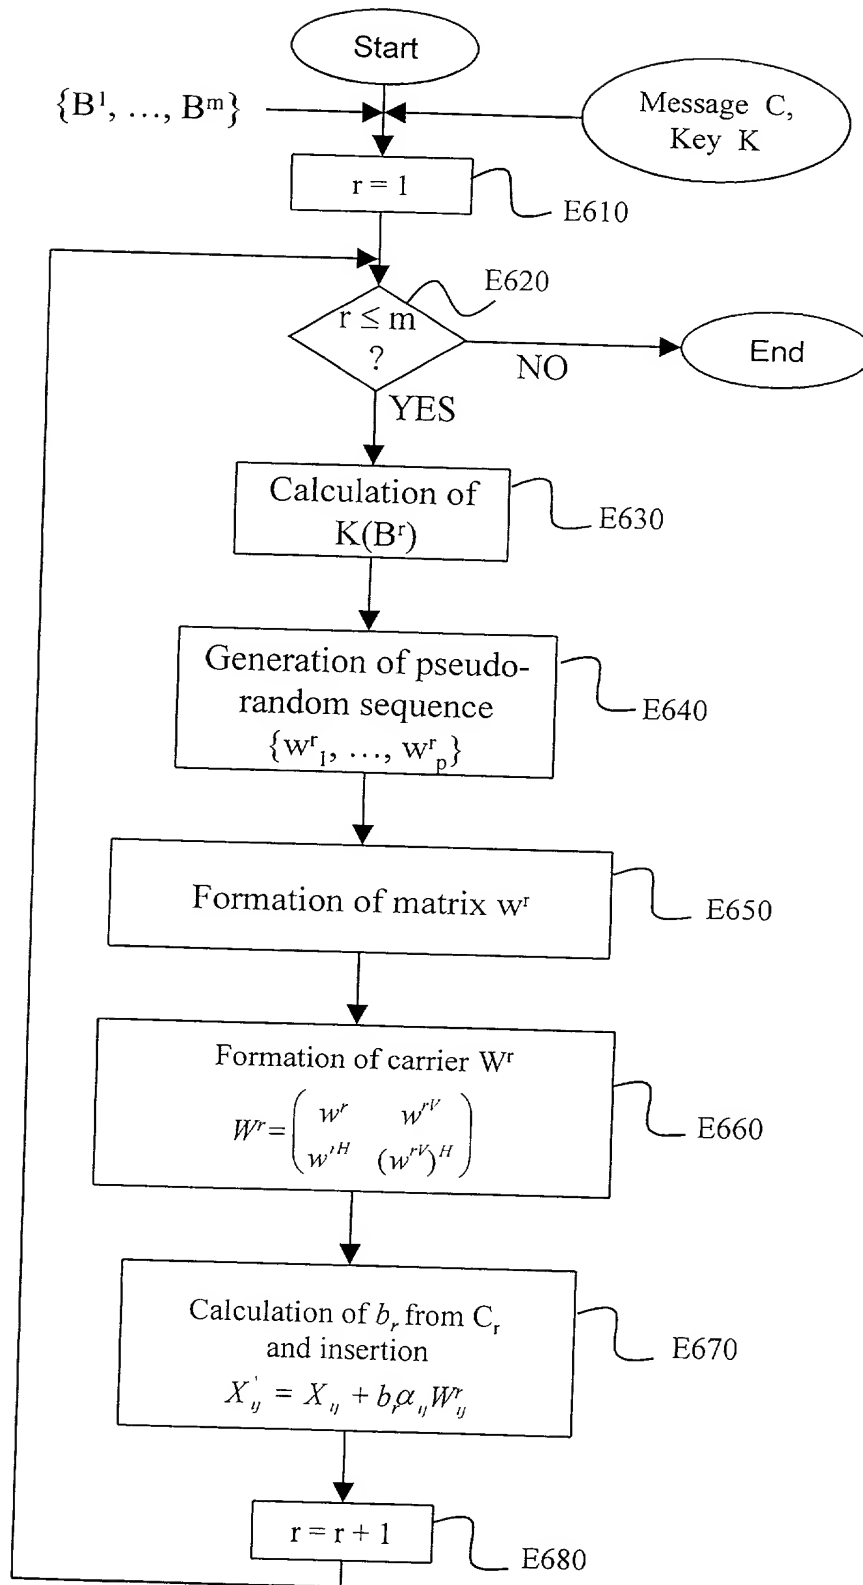 Start
{B¹, ..., Bᵐ}
Message C,
Key K
r = 1
E610
E620
r ≤ m
?
NO
End
YES
Calculation of
K(Bʳ)
E630
Generation of pseudo-
random sequence
{wʳ₁, ..., wʳₚ}
E640
Formation of matrix wʳ
E650
Formation of carrier Wʳ
Wʳ = ( wʳ wʳⱽ
w'ᴴ (wʳⱽ)ᴴ )
E660
Calculation of bᵣ from Cᵣ
and insertion
X'ᵢⱼ = Xᵢⱼ + bᵣαᵢⱼWʳᵢⱼ
E670
r = r + 1
E680